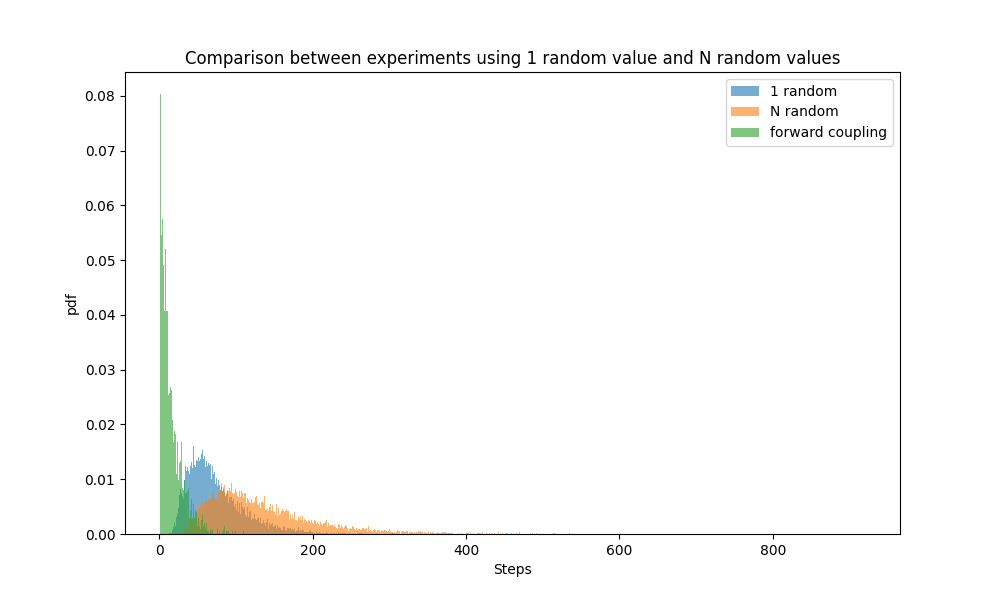 Comparison between experiments using 1 random value and N random values
1 random
N random
forward coupling
pdf
0.08
0.07
0.06
0.05
0.04
0.03
0.02
0.01
0.00
0 200 400 600 800
Steps